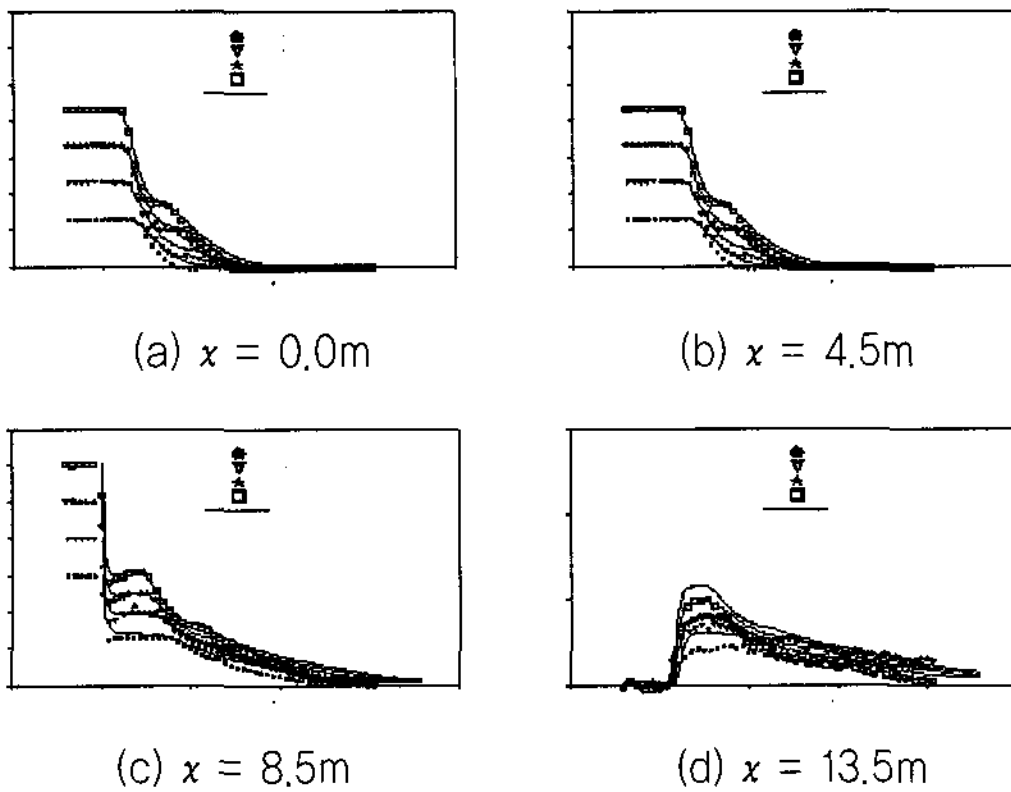 (a) x = 0.0m
(b) x = 4.5m
(c) x = 8.5m
(d) x = 13.5m